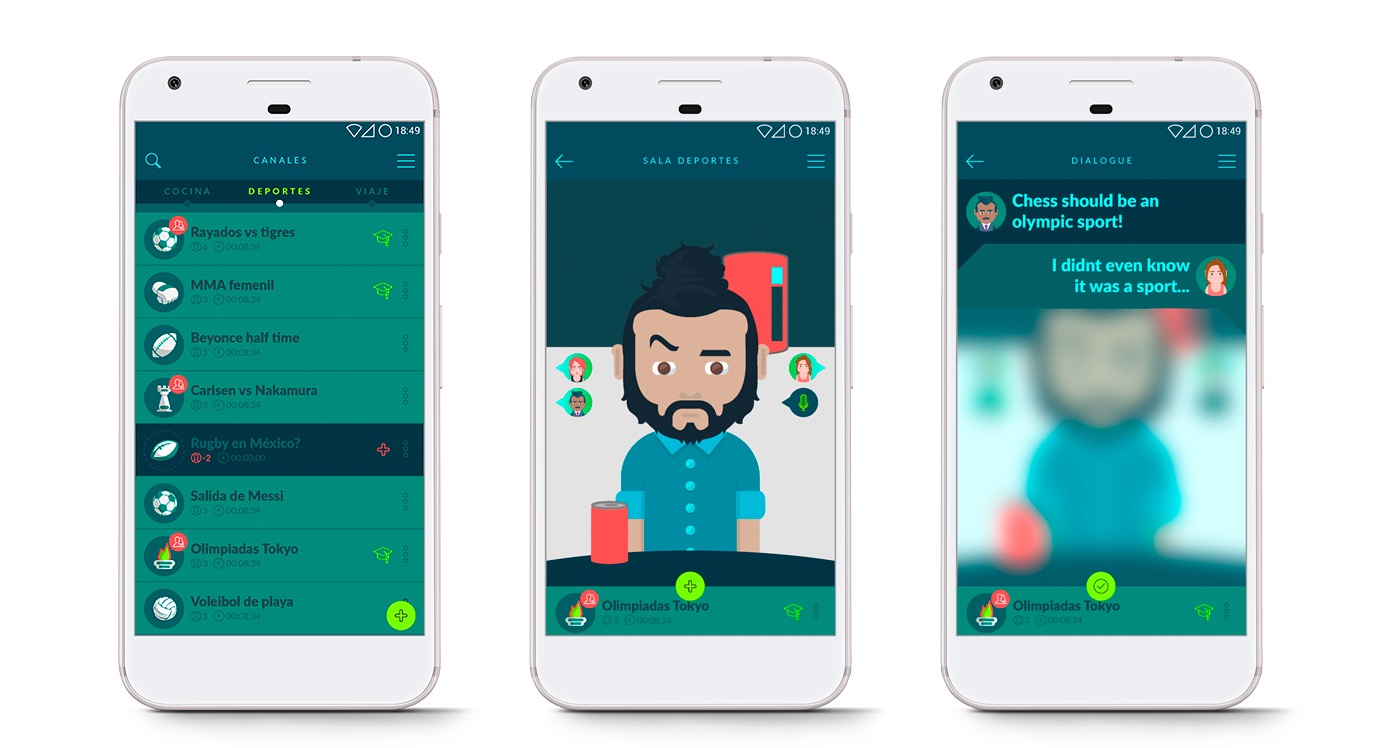 18:49
CANALES
COCINA DEPORTES VIAJE
Rayados vs tigres
6 00:08:34
MMA femenil
3 00:08:34
Beyonce half time
5 00:08:34
Carlsen vs Nakamura
3 00:08:34
Rugby en México?
-2 00:00:00
Salida de Messi
3 00:08:34
Olimpiadas Tokyo
3 00:08:34
Voleibol de playa
3 00:08:34
18:49
SALA DEPORTES
Olimpiadas Tokyo
3 00:08:34
18:49
DIALOGUE
Chess should be an
olympic sport!
I didnt even know
it was a sport...
Olimpiadas Tokyo
3 00:08:34